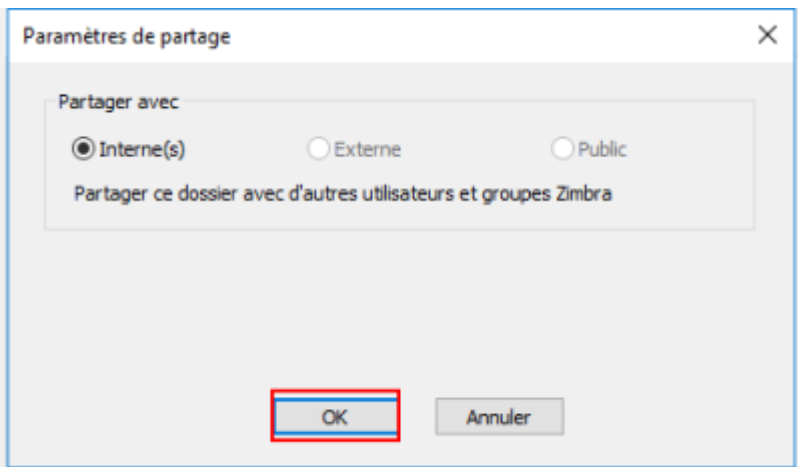 Paramètres de partage
Partager avec
Interne(s) Externe Public
Partager ce dossier avec d'autres utilisateurs et groupes Zimbra
OK Annuler